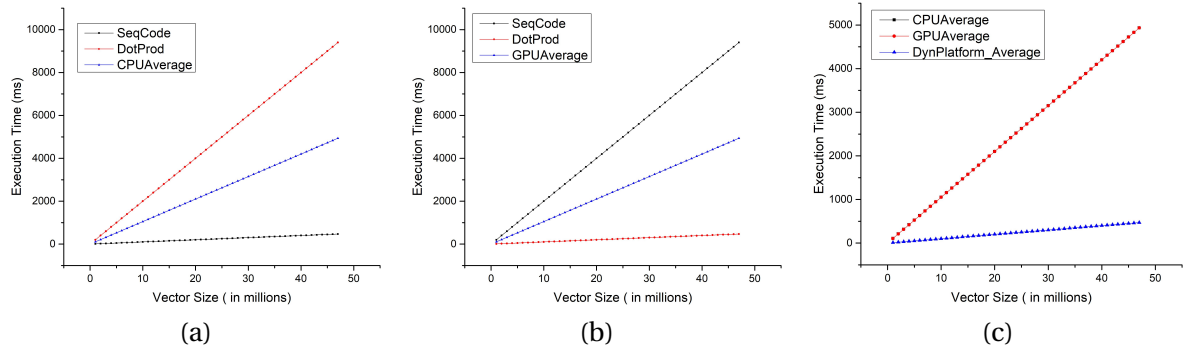 SeqCode
DotProd
CPUAverage
10000
8000
6000
4000
2000
0
Execution Time (ms)
0 10 20 30 40 50
Vector Size ( in millions)
(a)
SeqCode
DotProd
GPUAverage
10000
8000
6000
4000
2000
0
Execution Time (ms)
0 10 20 30 40 50
Vector Size ( in millions)
(b)
CPUAverage
GPUAverage
DynPlatform_Average
5000
4000
3000
2000
1000
0
Execution Time (ms)
0 10 20 30 40 50
Vector Size ( in millions)
(c)